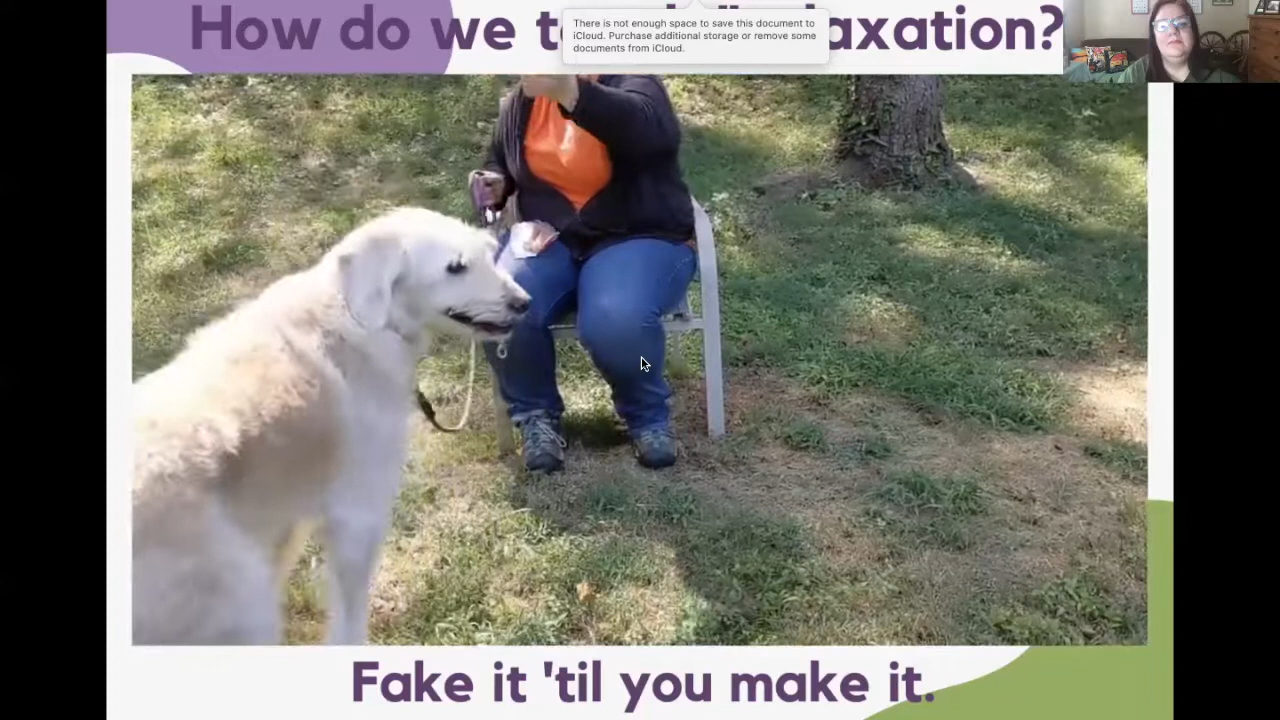 How do we t "laxation?
There is not enough space to save this document to
iCloud. Purchase additional storage or remove some
documents from iCloud.
Fake it 'til you make it.